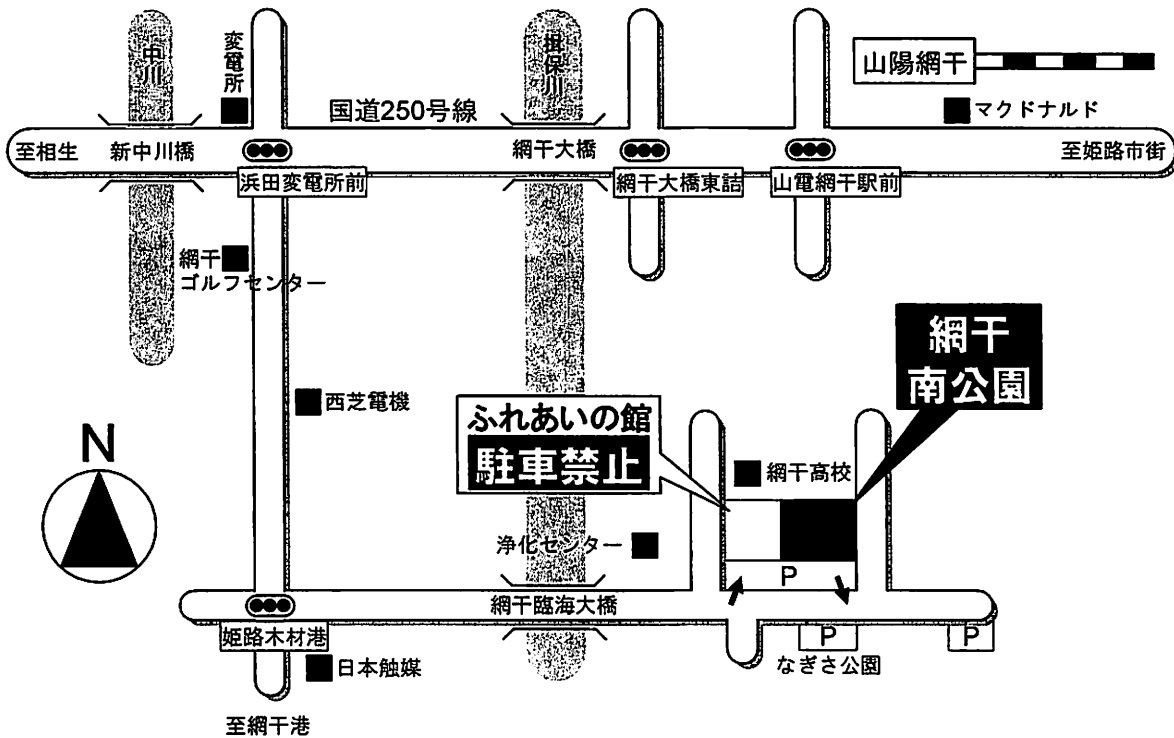 中川
変電所
揖保川
山陽網干
国道250号線
マクドナルド
至相生
新中川橋
網干大橋
至姫路市街
浜田変電所前
網干大橋東詰
山電網干駅前
網干
ゴルフセンター
網干
南公園
西芝電機
ふれあいの館
駐車禁止
N
網干高校
浄化センター
P
網干臨海大橋
姫路木材港
P
P
なぎさ公園
日本触媒
至網干港